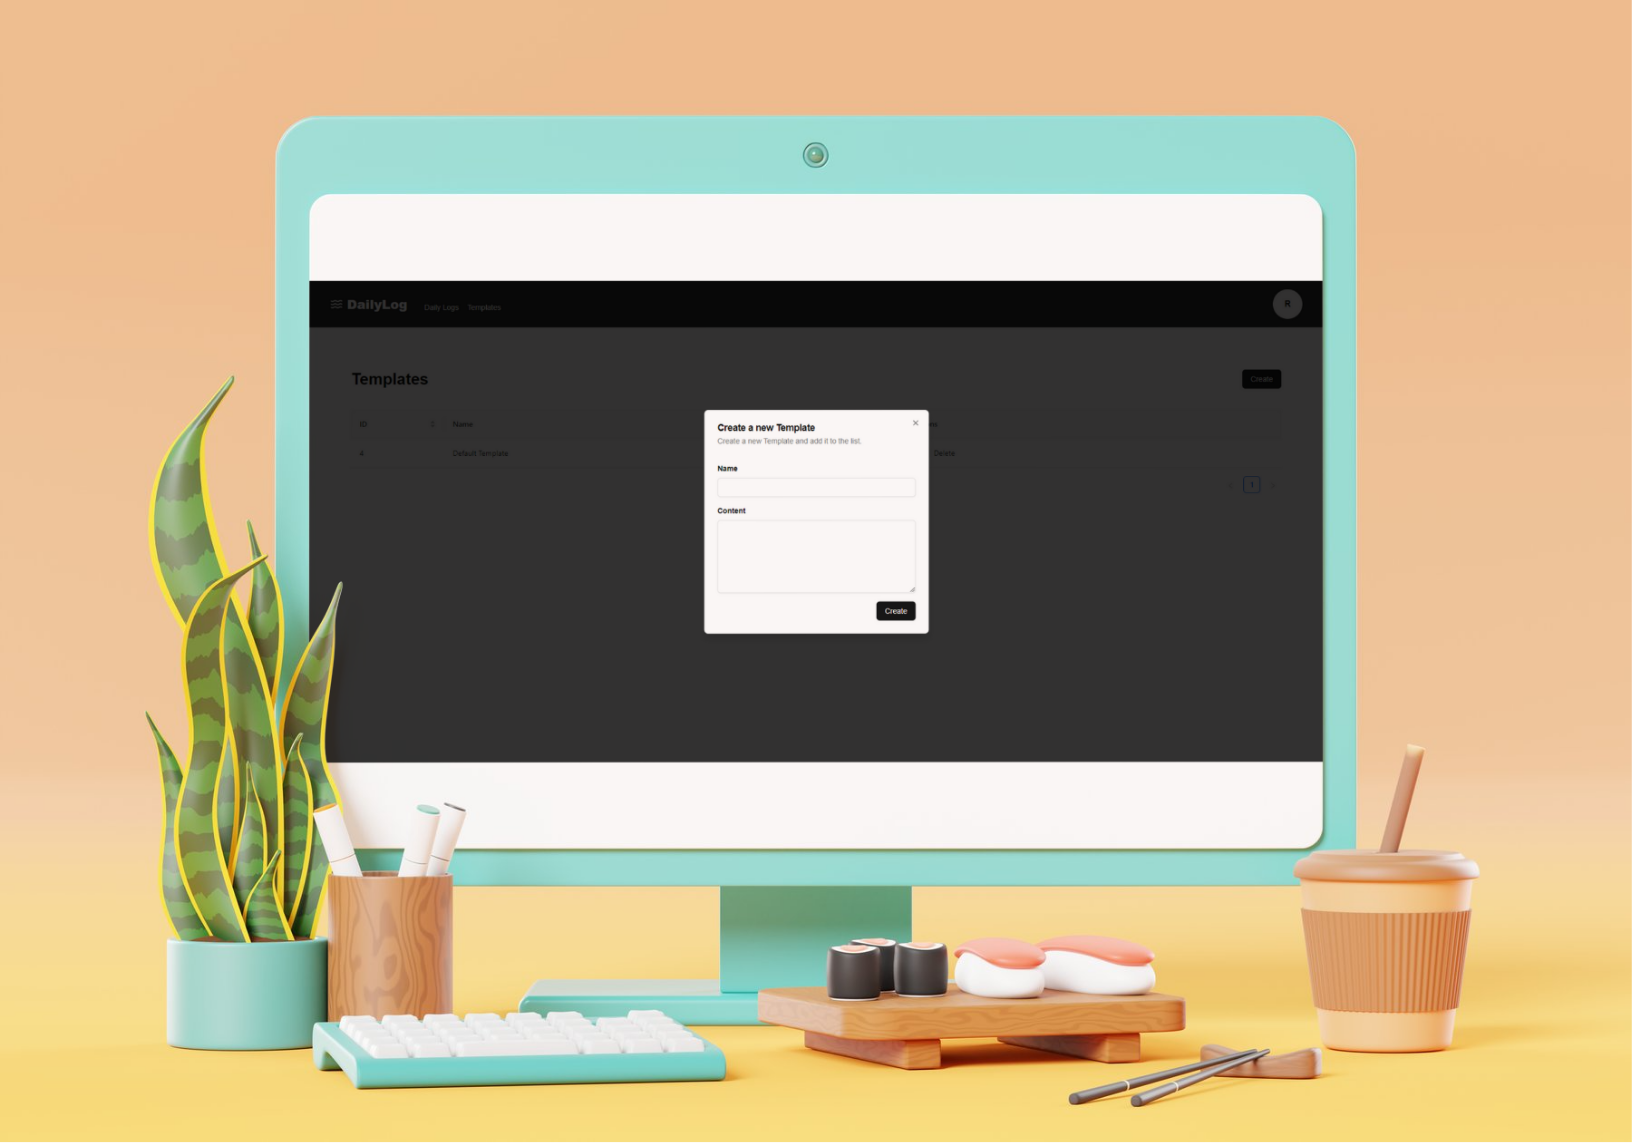 DailyLog
Daily Logs
Templates
R
Templates
Create
ID
Name
4
Default Template
Delete
1
Create a new Template
Create a new Template and add it to the list.
Name
Content
Create